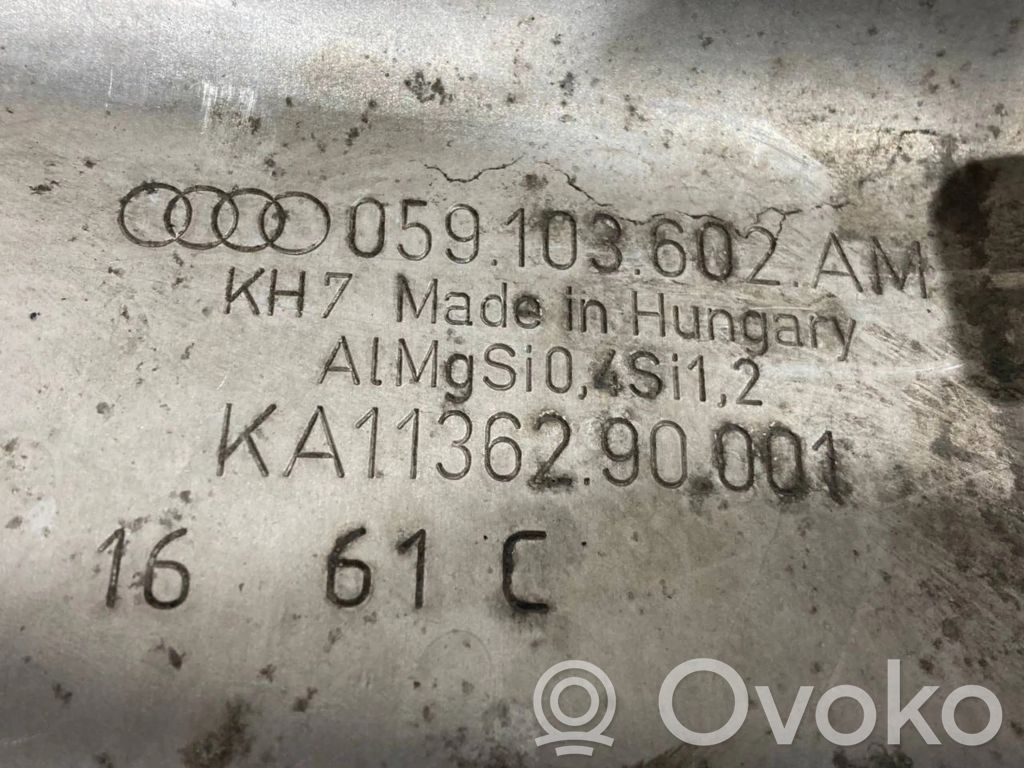 059.103.602.AM
KH7 Made in Hungary
AlMgSi0,4Si1,2
KA11362.90.001
16 61 C
Ovoko